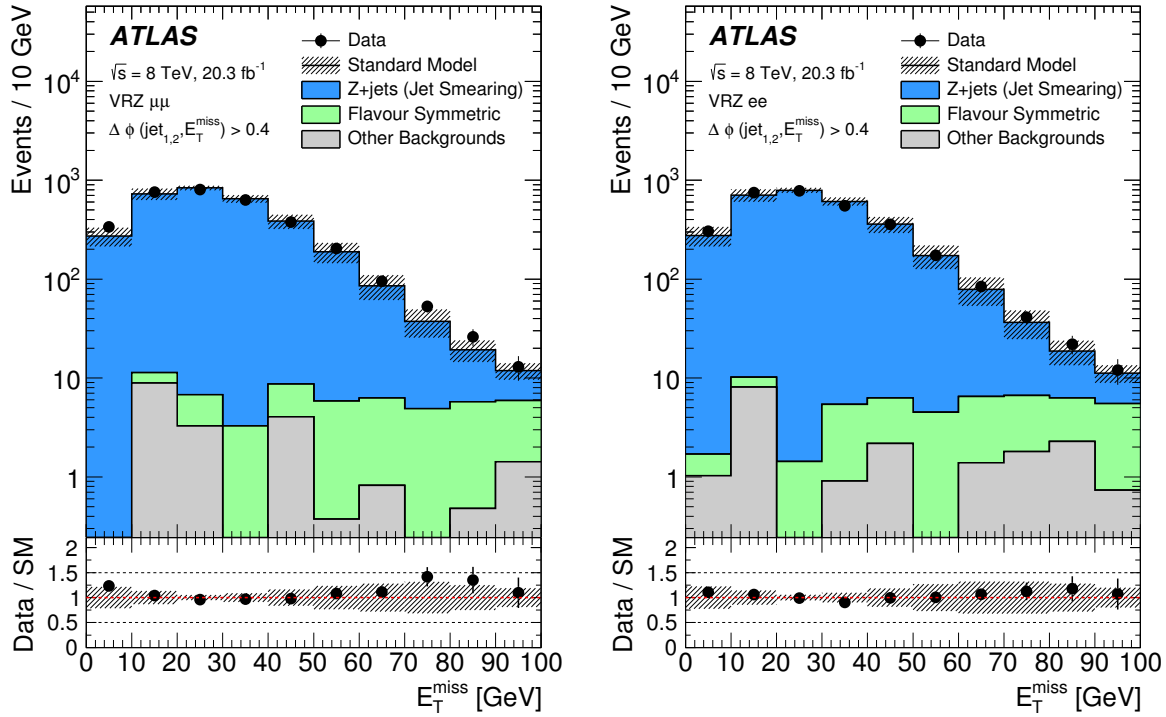 Events / 10 GeV
10⁴
10³
10²
10
1
ATLAS
√s = 8 TeV, 20.3 fb⁻¹
VRZ μμ
Δ ϕ (jet₁,₂,E_T^miss) > 0.4
Data
Standard Model
Z+jets (Jet Smearing)
Flavour Symmetric
Other Backgrounds
Data / SM
2
1.5
1
0.5
0
0 10 20 30 40 50 60 70 80 90 100
E_T^miss [GeV]
Events / 10 GeV
10⁴
10³
10²
10
1
ATLAS
√s = 8 TeV, 20.3 fb⁻¹
VRZ ee
Δ ϕ (jet₁,₂,E_T^miss) > 0.4
Data
Standard Model
Z+jets (Jet Smearing)
Flavour Symmetric
Other Backgrounds
Data / SM
2
1.5
1
0.5
0
0 10 20 30 40 50 60 70 80 90 100
E_T^miss [GeV]